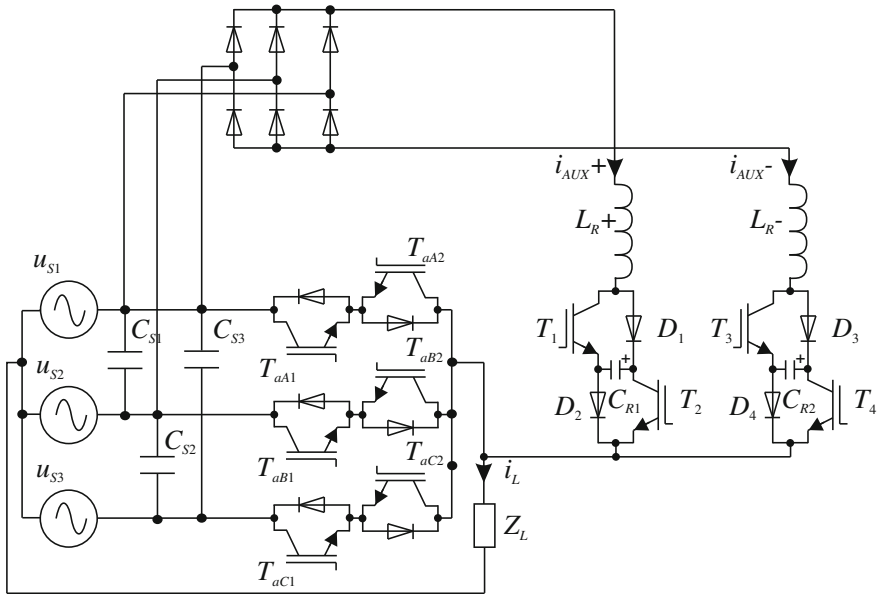 i_AUX+ i_AUX-
L_R+ L_R-
u_S1 T_aA2
T_1 D_1 T_3 D_3
C_S1 C_S3
T_aA1 T_aB2
u_S2
+ +
D_2 C_R1 T_2 D_4 C_R2 T_4
C_S2
T_aB1 T_aC2
u_S3 i_L
Z_L
T_aC1